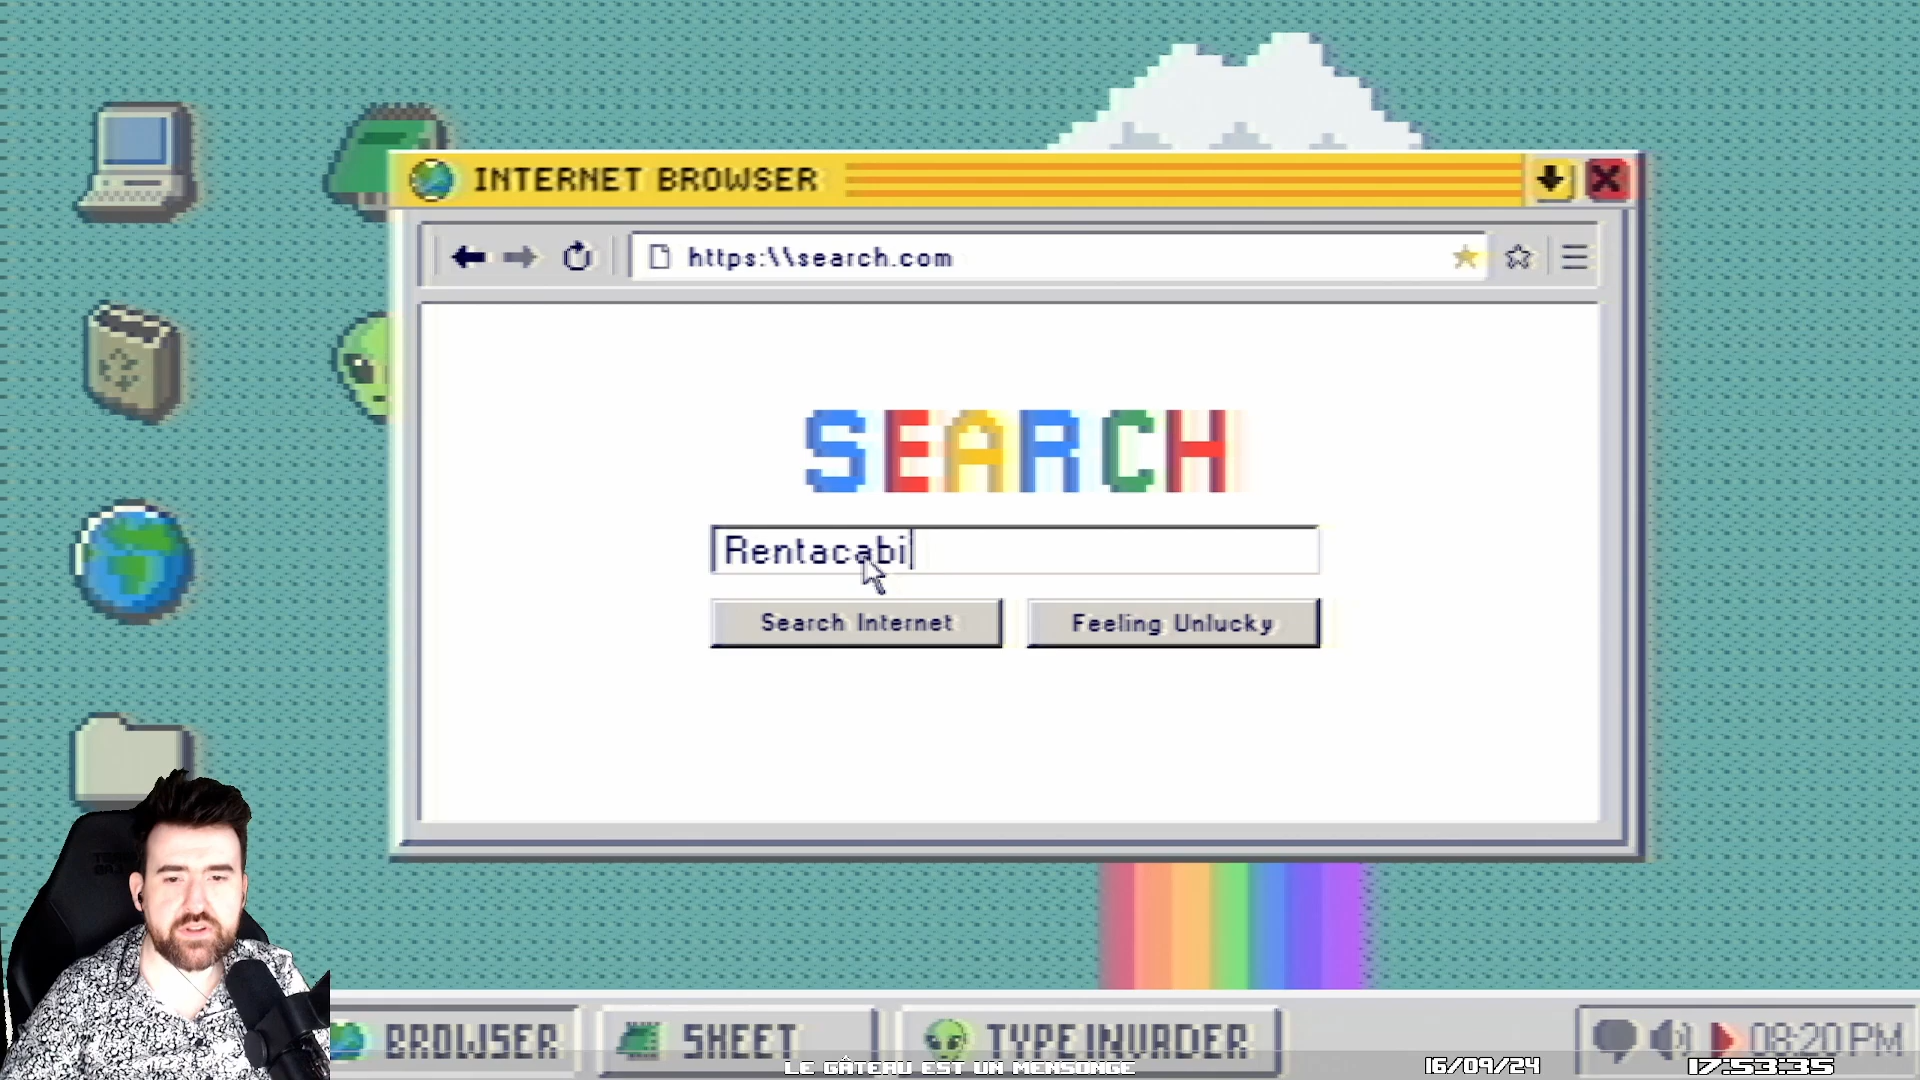 INTERNET BROWSER
https:\\search.com
SEARCH
Rentacabi
Search Internet
Feeling Unlucky
BROWSER
SHEET
TYPE INVADER
08:20 PM
LE GÂTEAU EST UN MENSONGE
16/09/24
17:53:35